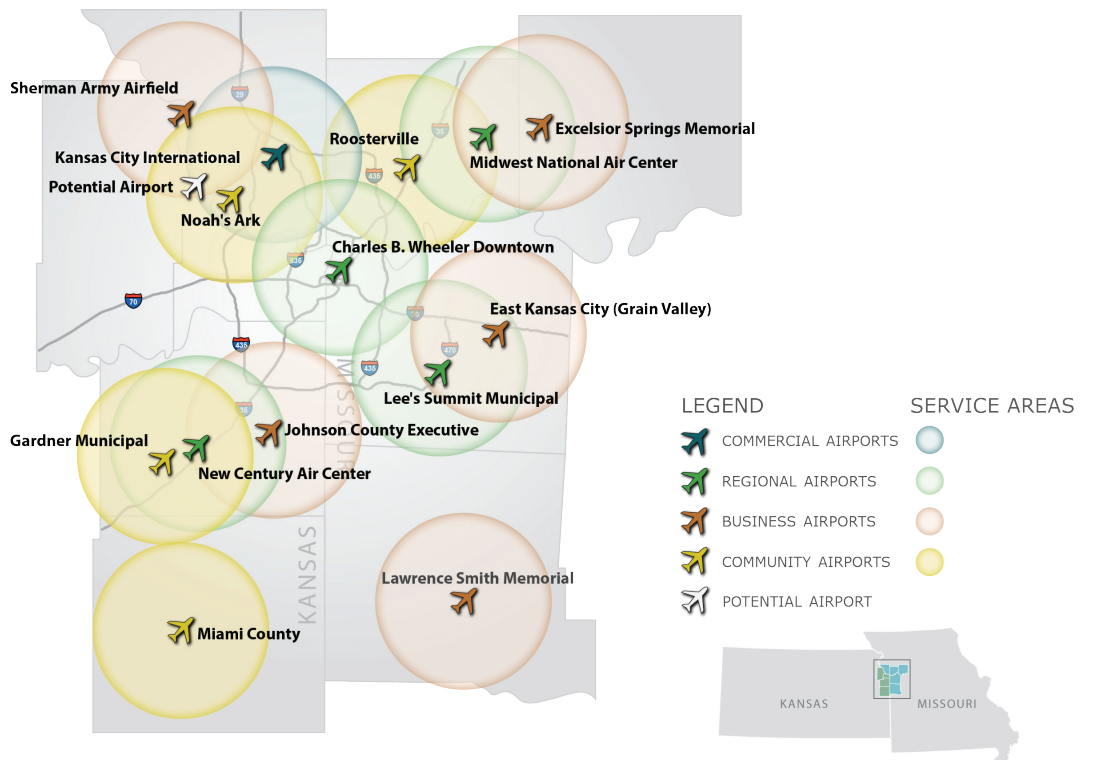 Sherman Army Airfield
29
Kansas City International
Potential Airport
Noah's Ark
Roosterville
35
435
Excelsior Springs Memorial
Midwest National Air Center
Charles B. Wheeler Downtown
70
435
East Kansas City (Grain Valley)
470
435
Lee's Summit Municipal
MISSOURI
35
Gardner Municipal
Johnson County Executive
New Century Air Center
KANSAS
Lawrence Smith Memorial
Miami County
LEGEND
SERVICE AREAS
COMMERCIAL AIRPORTS
REGIONAL AIRPORTS
BUSINESS AIRPORTS
COMMUNITY AIRPORTS
POTENTIAL AIRPORT
KANSAS
MISSOURI